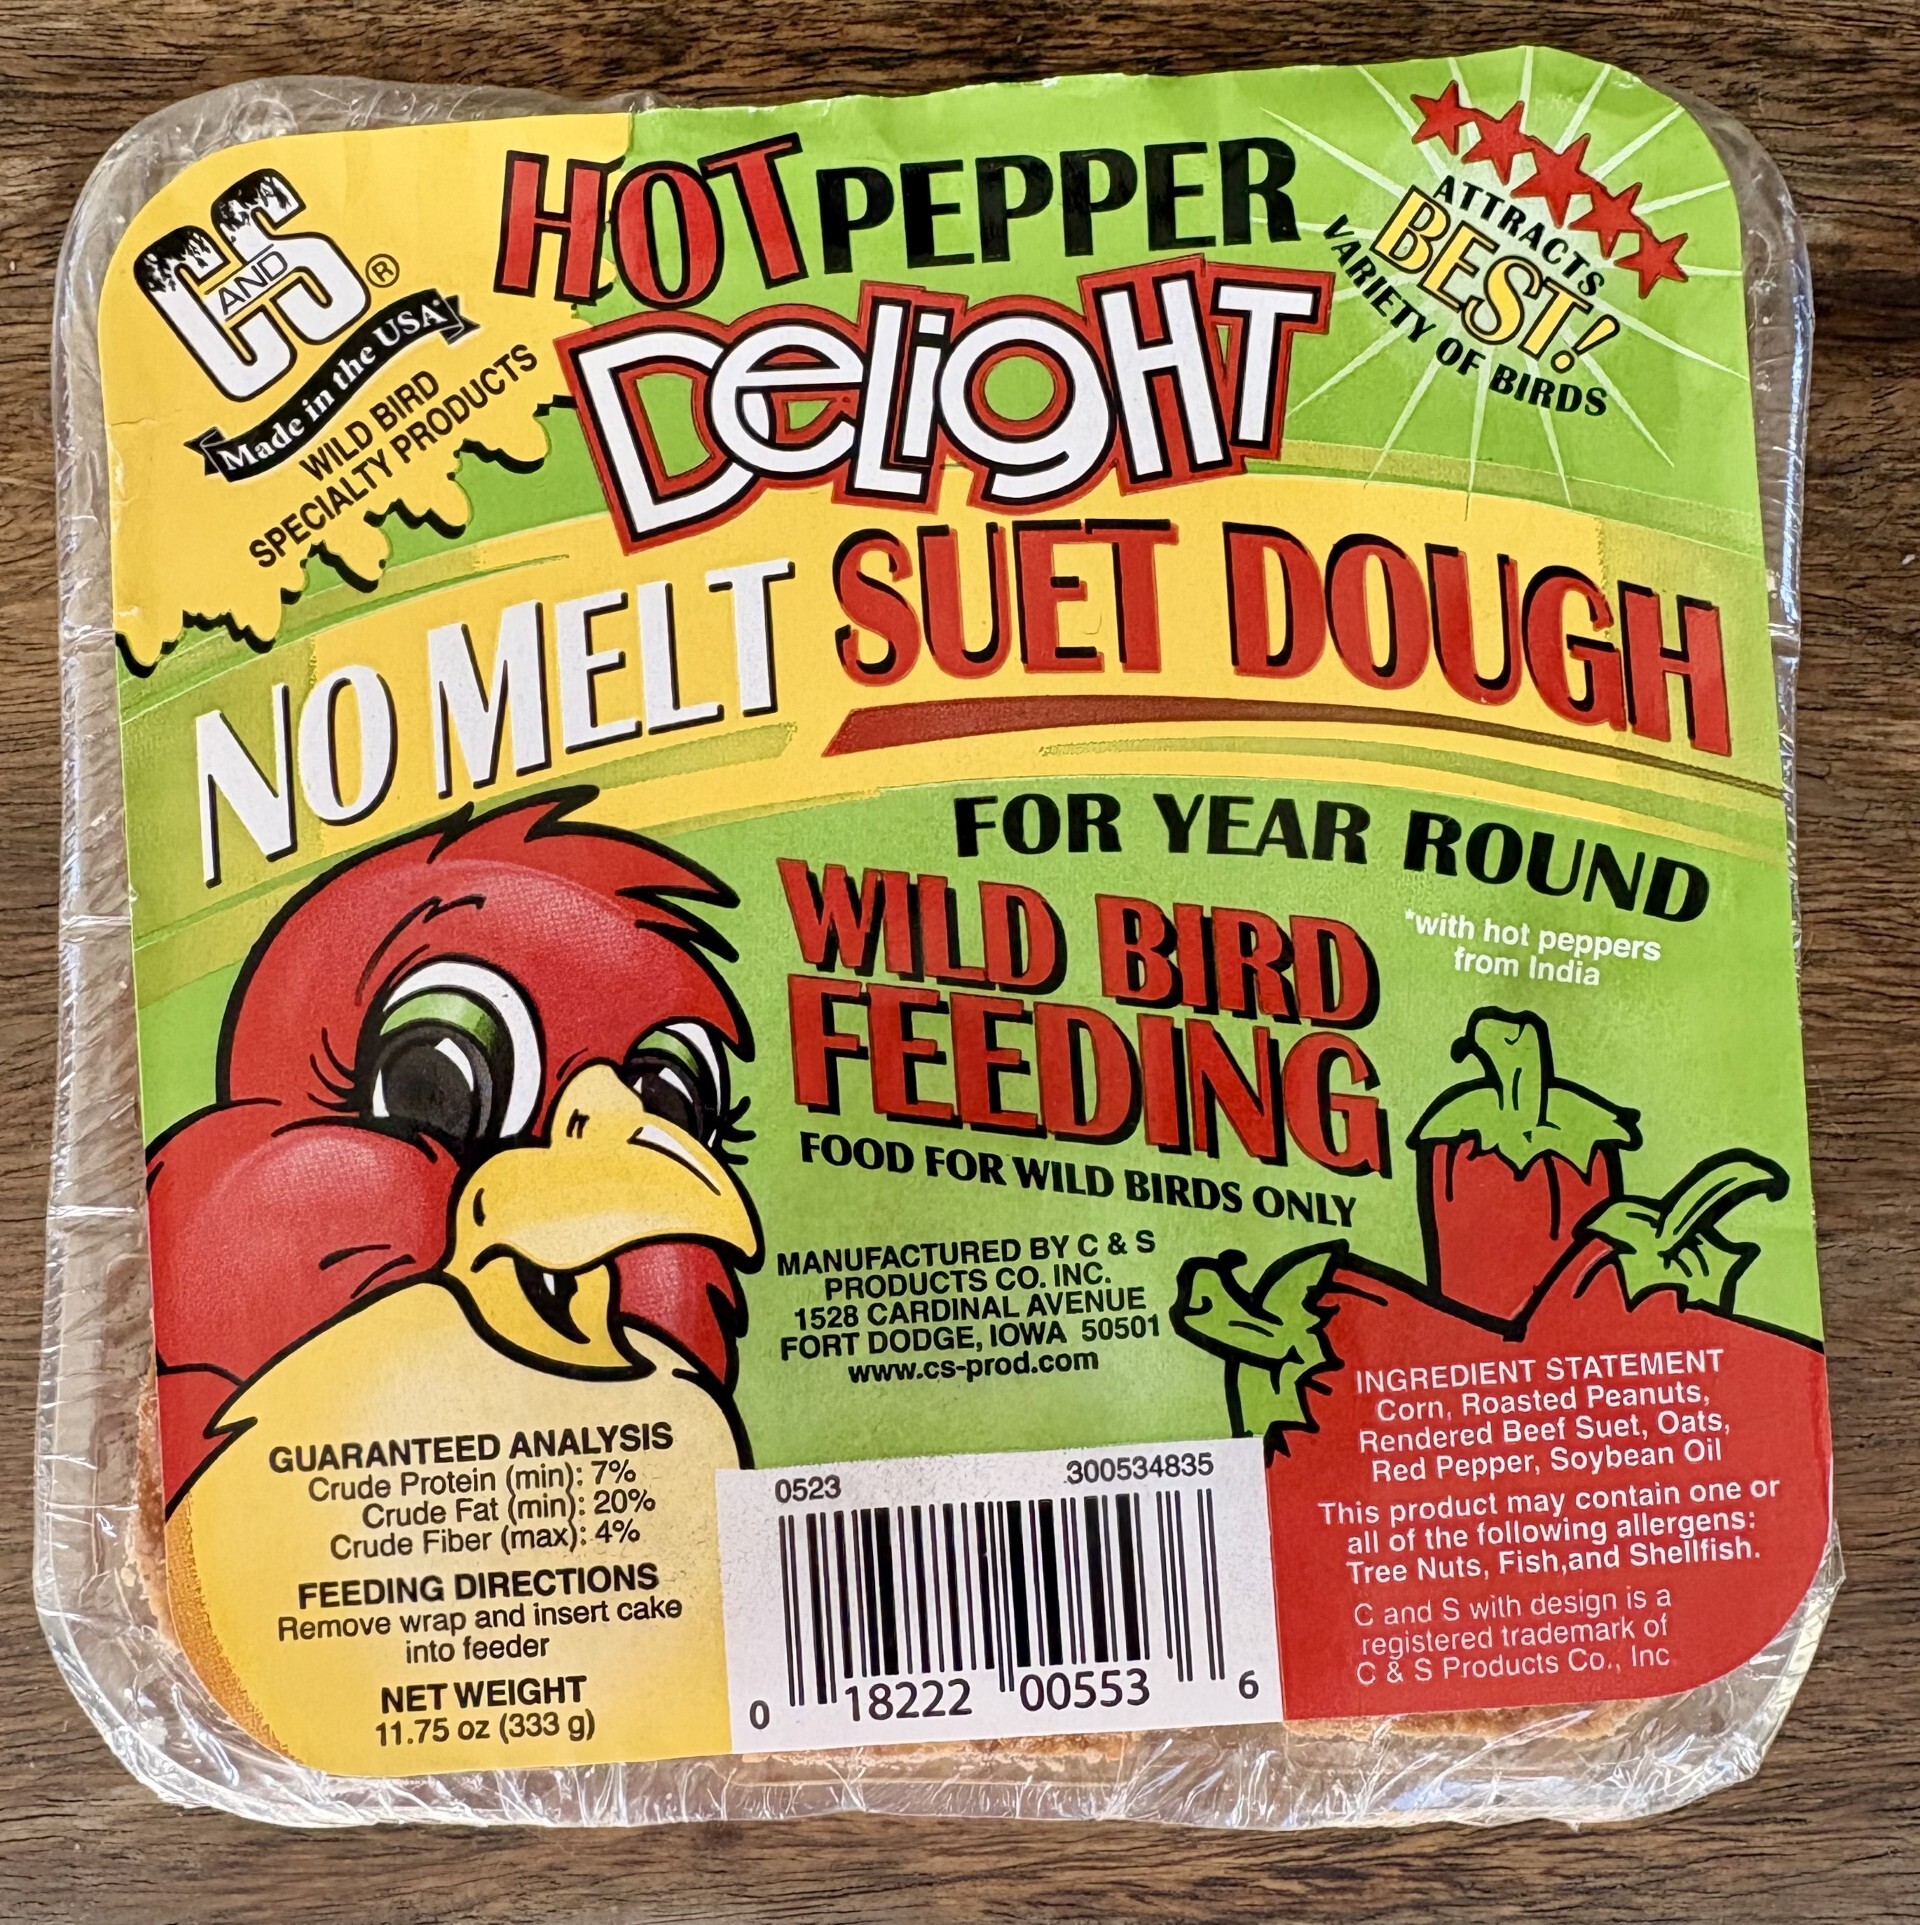 C AND S ®
Made in the USA
WILD BIRD
SPECIALTY PRODUCTS
HOT PEPPER
DELIGHT
ATTRACTS
BEST!
VARIETY OF BIRDS
NO MELT SUET DOUGH
FOR YEAR ROUND
WILD BIRD
FEEDING
*with hot peppers
from India
FOOD FOR WILD BIRDS ONLY
MANUFACTURED BY C & S
PRODUCTS CO. INC.
1528 CARDINAL AVENUE
FORT DODGE, IOWA 50501
www.cs-prod.com
GUARANTEED ANALYSIS
Crude Protein (min): 7%
Crude Fat (min): 20%
Crude Fiber (max): 4%
FEEDING DIRECTIONS
Remove wrap and insert cake
into feeder
NET WEIGHT
11.75 oz (333 g)
0523 300534835
0 18222 00553 6
INGREDIENT STATEMENT
Corn, Roasted Peanuts,
Rendered Beef Suet, Oats,
Red Pepper, Soybean Oil
This product may contain one or
all of the following allergens:
Tree Nuts, Fish,and Shellfish.
C and S with design is a
registered trademark of
C & S Products Co., Inc